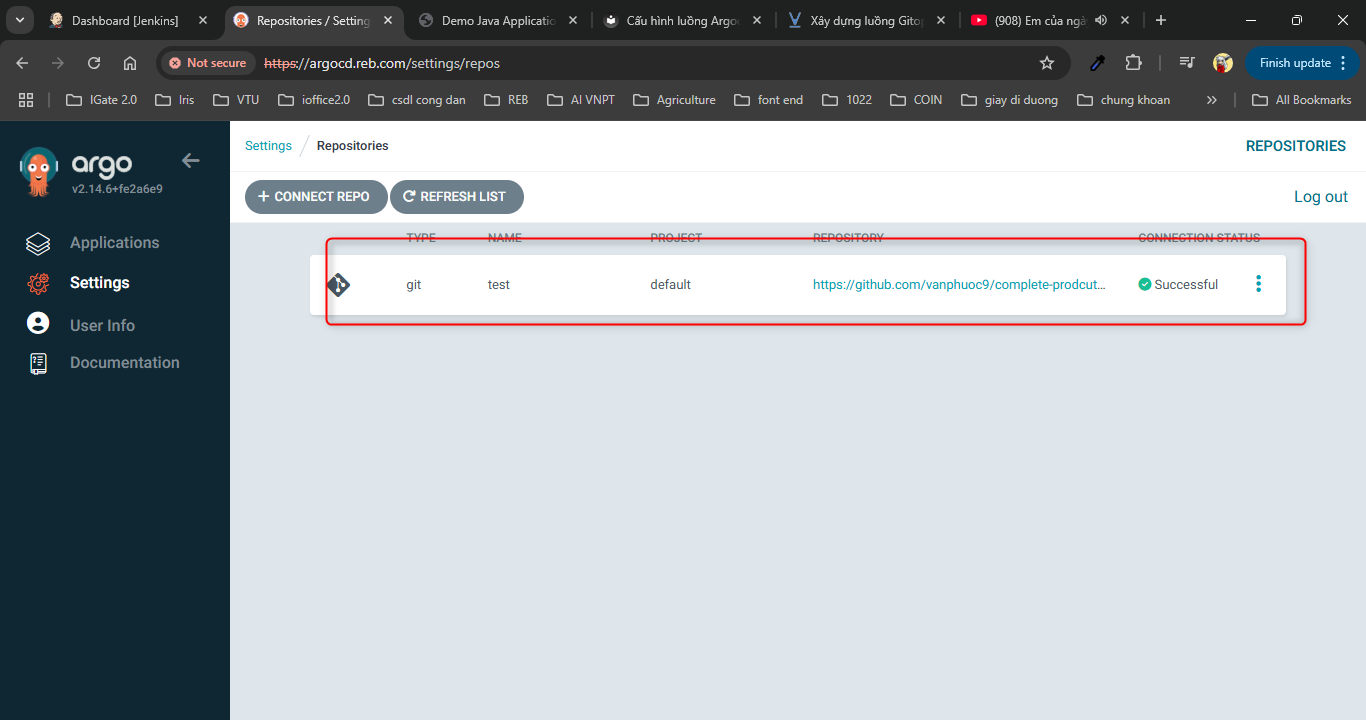 Dashboard [Jenkins]
Repositories / Setting
Demo Java Applicatio
Cấu hình luồng Argo
Xây dựng luồng Gitop
(908) Em của ngà
Not secure
https://argocd.reb.com/settings/repos
Finish update
IGate 2.0
Iris
VTU
ioffice2.0
csdl cong dan
REB
AI VNPT
Agriculture
font end
1022
COIN
giay di duong
chung khoan
All Bookmarks
argo
v2.14.6+fe2a6e9
Applications
Settings
User Info
Documentation
Settings / Repositories
REPOSITORIES
+ CONNECT REPO
REFRESH LIST
Log out
TYPE NAME PROJECT REPOSITORY CONNECTION STATUS
git test default https://github.com/vanphuoc9/complete-prodcut... Successful